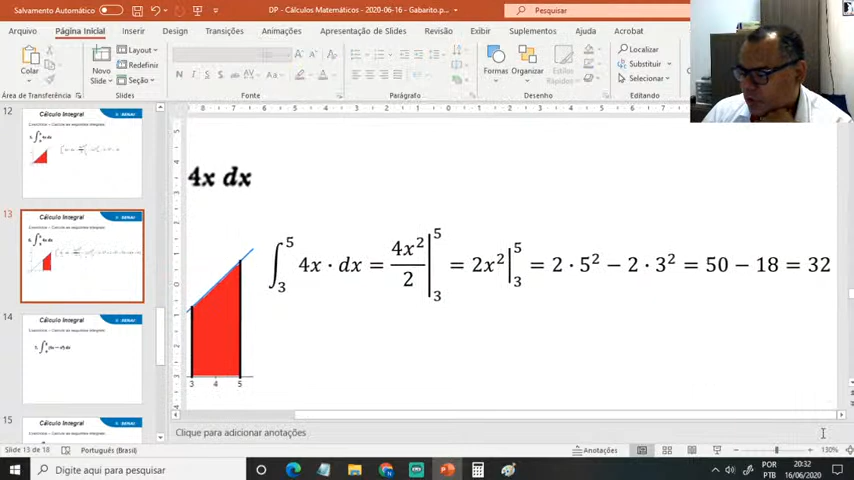 Salvamento Automático
DP - Cálculos Matemáticos - 2020-06-16 - Gabarito.p...
Pesquisar
Arquivo Página Inicial Inserir Design Transições Animações Apresentação de Slides Revisão Exibir Suplementos Ajuda Acrobat
Colar
Novo Slide
Layout
Redefinir
Seção
Formas Organizar
Estilos Rápidos
Localizar
Substituir
Selecionar
Área de Transferência Slides Fonte Parágrafo Desenho Editando
12
Cálculo Integral
13
Cálculo Integral
14
Cálculo Integral
15
Cálculo Integral
4x dx
∫₃⁵ 4x · dx = 4x²/2 |₃⁵ = 2x² |₃⁵ = 2 · 5² − 2 · 3² = 50 − 18 = 32
3 4 5
Clique para adicionar anotações
Slide 13 de 18 Português (Brasil) Anotações 130%
Digite aqui para pesquisar
POR
PTB
20:32
16/06/2020